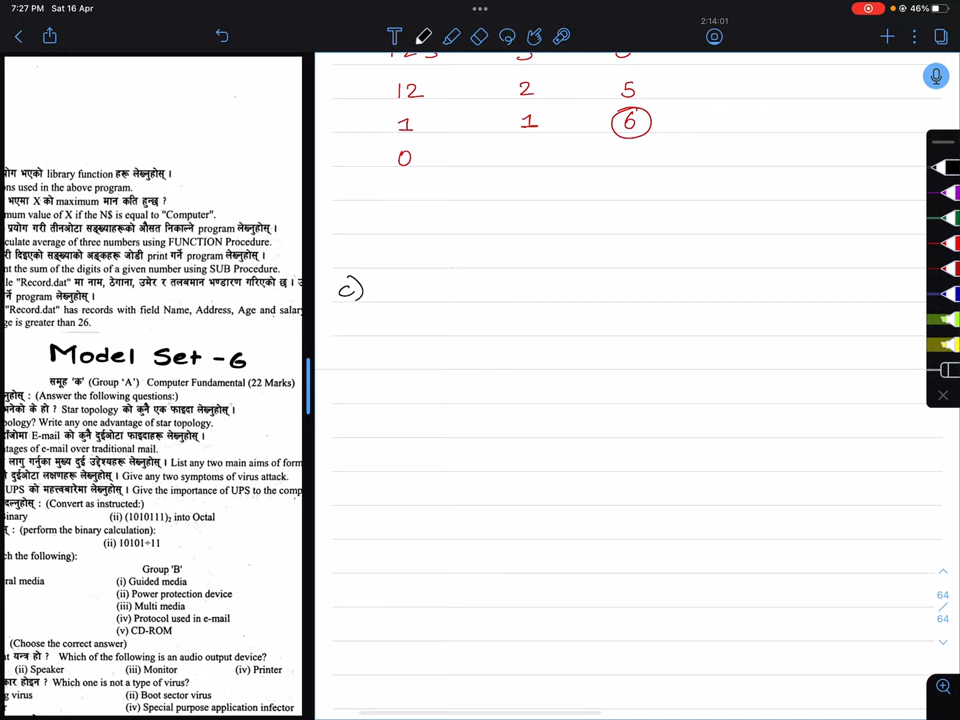 7:27 PM Sat 16 Apr
46%
2:14:01
योग भएको library function हरू लेख्नुहोस् ।
ns used in the above program.
भएमा X को maximum मान कति हुन्छ ?
mum value of X if the N$ is equal to "Computer".
प्रयोग गरी तीनओटा सङ्ख्याहरूको औसत निकाल्ने program लेख्नुहोस् ।
culate average of three numbers using FUNCTION Procedure.
री दिइएको सङ्ख्याको अङ्कहरू जोडी print गर्ने program लेख्नुहोस् ।
nt the sum of the digits of a given number using SUB Procedure.
le "Record.dat" मा नाम, ठेगाना, उमेर र तलबमान भण्डारण गरिएको छ ।
र्ने program लेख्नुहोस् ।
"Record.dat" has records with field Name, Address, Age and salary
ge is greater than 26.
Model Set - 6
समूह 'क' (Group 'A') Computer Fundamental (22 Marks)
नुहोस् : (Answer the following questions:)
भनेको के हो ? Star topology को कुनै एक फाइदा लेख्नुहोस् ।
pology? Write any one advantage of star topology.
ाँजोमा E-mail को कुनै दुईओटा फाइदाहरू लेख्नुहोस् ।
ntages of e-mail over traditional mail.
लागु गर्नुका मुख्य दुई उद्देश्यहरू लेख्नुहोस् । List any two main aims of form
दुईओटा लक्षणहरू लेख्नुहोस् । Give any two symptoms of virus attack.
UPS को महत्त्वबारेमा लेख्नुहोस् । Give the importance of UPS to the comp
दल्नुहोस् : (Convert as instructed:)
Binary (ii) (1010111)₂ into Octal
स् : (perform the binary calculation):
(ii) 10101÷11
ch the following):
Group 'B'
ral media (i) Guided media
(ii) Power protection device
(iii) Multi media
(iv) Protocol used in e-mail
(v) CD-ROM
(Choose the correct answer)
यन्त्र हो ? Which of the following is an audio output device?
(ii) Speaker (iii) Monitor (iv) Printer
कार होइन ? Which one is not a type of virus?
g virus (ii) Boot sector virus
(iv) Special purpose application infector
12 2 5
1 1 6
0
c)
64
/
64